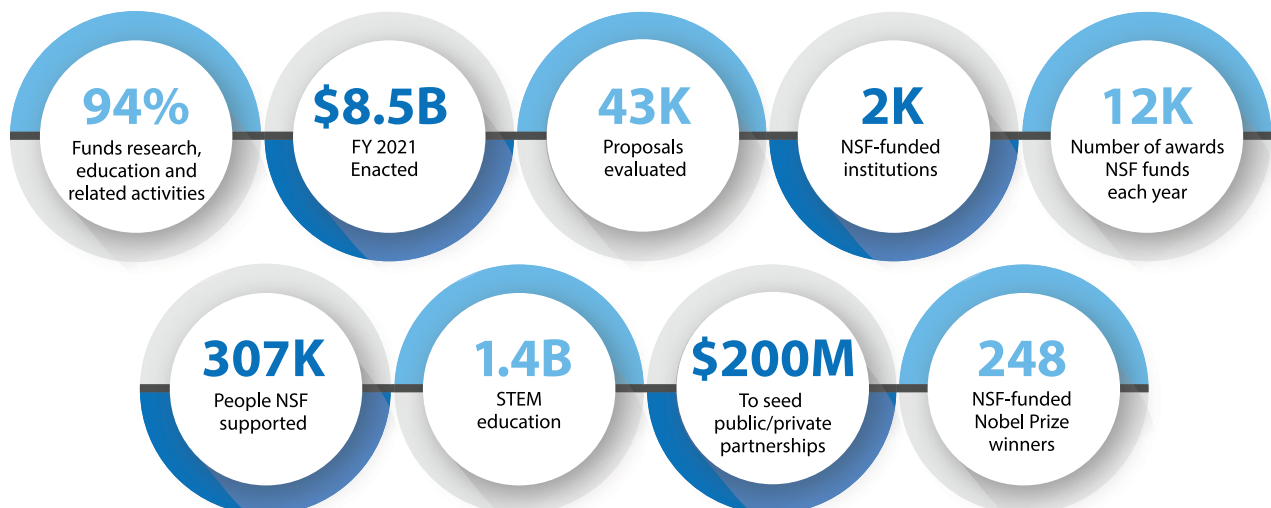 94%
Funds research,
education and
related activities
$8.5B
FY 2021
Enacted
43K
Proposals
evaluated
2K
NSF-funded
institutions
12K
Number of awards
NSF funds
each year
307K
People NSF
supported
1.4B
STEM
education
$200M
To seed
public/private
partnerships
248
NSF-funded
Nobel Prize
winners